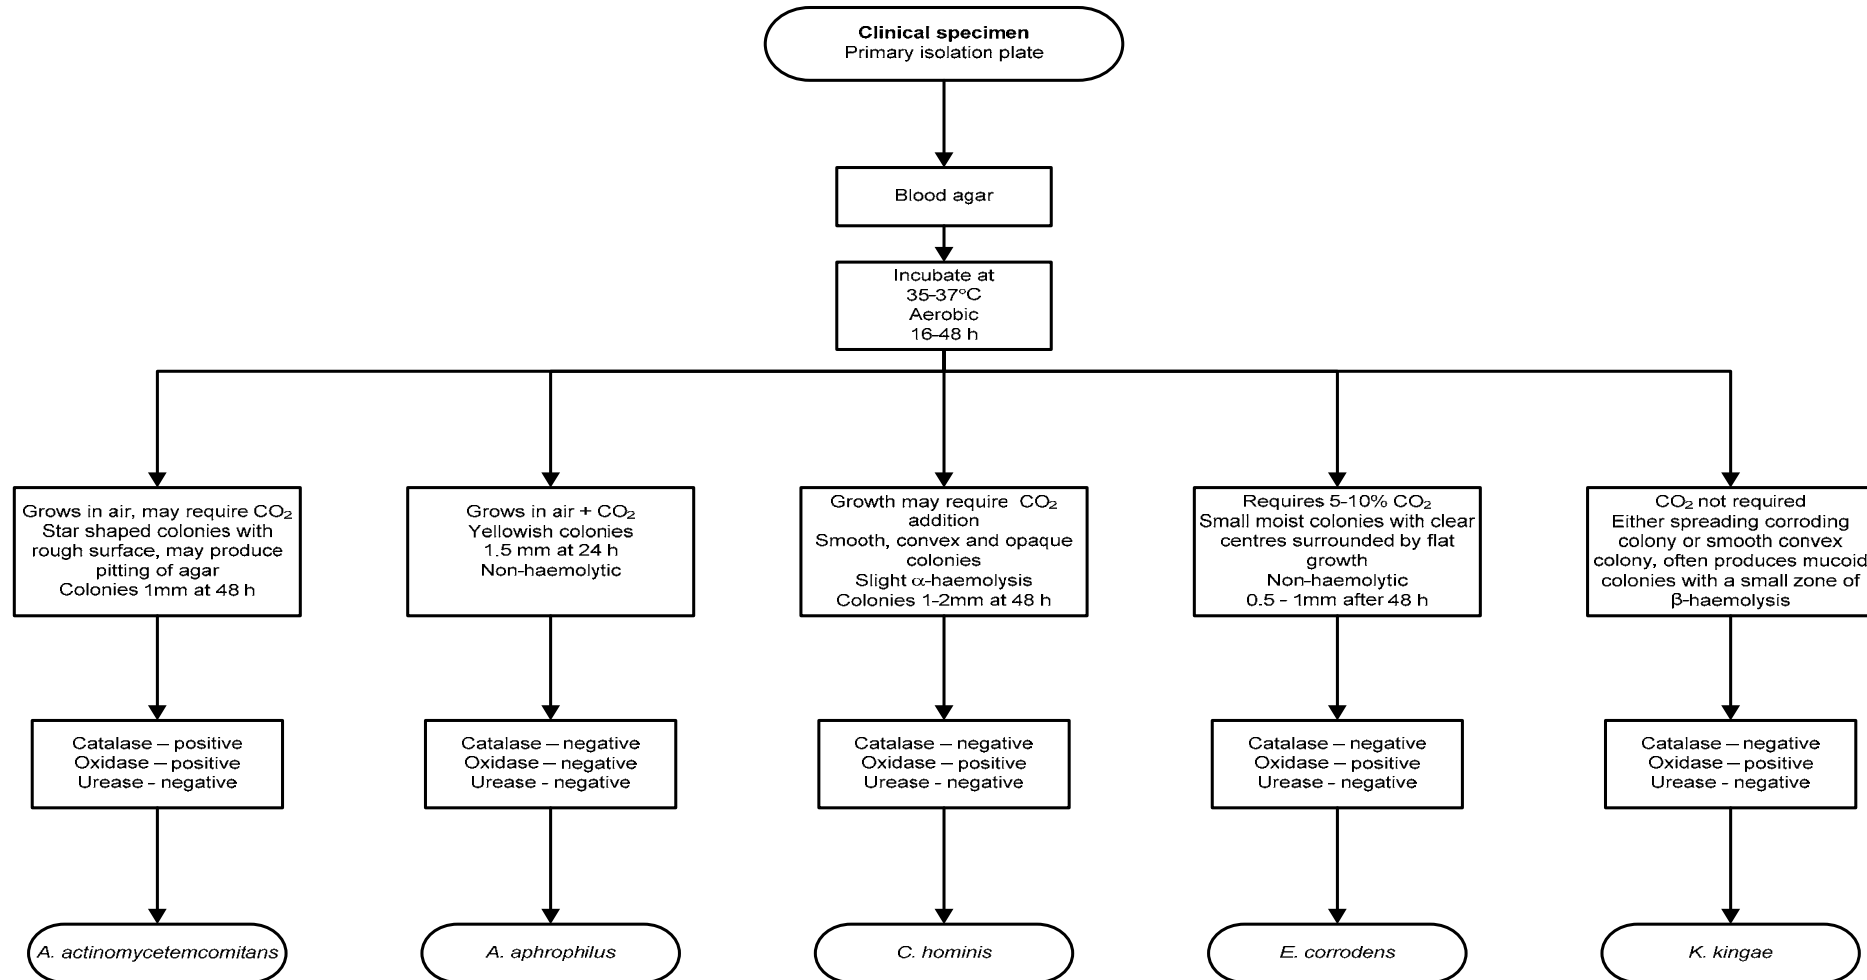 Clinical specimen
Primary isolation plate
Blood agar
Incubate at
35-37°C
Aerobic
16-48 h
Grows in air, may require CO₂
Star shaped colonies with
rough surface, may produce
pitting of agar
Colonies 1mm at 48 h
Grows in air + CO₂
Yellowish colonies
1.5 mm at 24 h
Non-haemolytic
Growth may require CO₂
addition
Smooth, convex and opaque
colonies
Slight α-haemolysis
Colonies 1-2mm at 48 h
Requires 5-10% CO₂
Small moist colonies with clear
centres surrounded by flat
growth
Non-haemolytic
0.5 - 1mm after 48 h
CO₂ not required
Either spreading corroding
colony or smooth convex
colony, often produces mucoid
colonies with a small zone of
β-haemolysis
Catalase – positive
Oxidase – positive
Urease - negative
Catalase – negative
Oxidase – negative
Urease - negative
Catalase – negative
Oxidase – positive
Urease - negative
Catalase – negative
Oxidase – positive
Urease - negative
Catalase – negative
Oxidase – positive
Urease - negative
A. actinomycetemcomitans
A. aphrophilus
C. hominis
E. corrodens
K. kingae